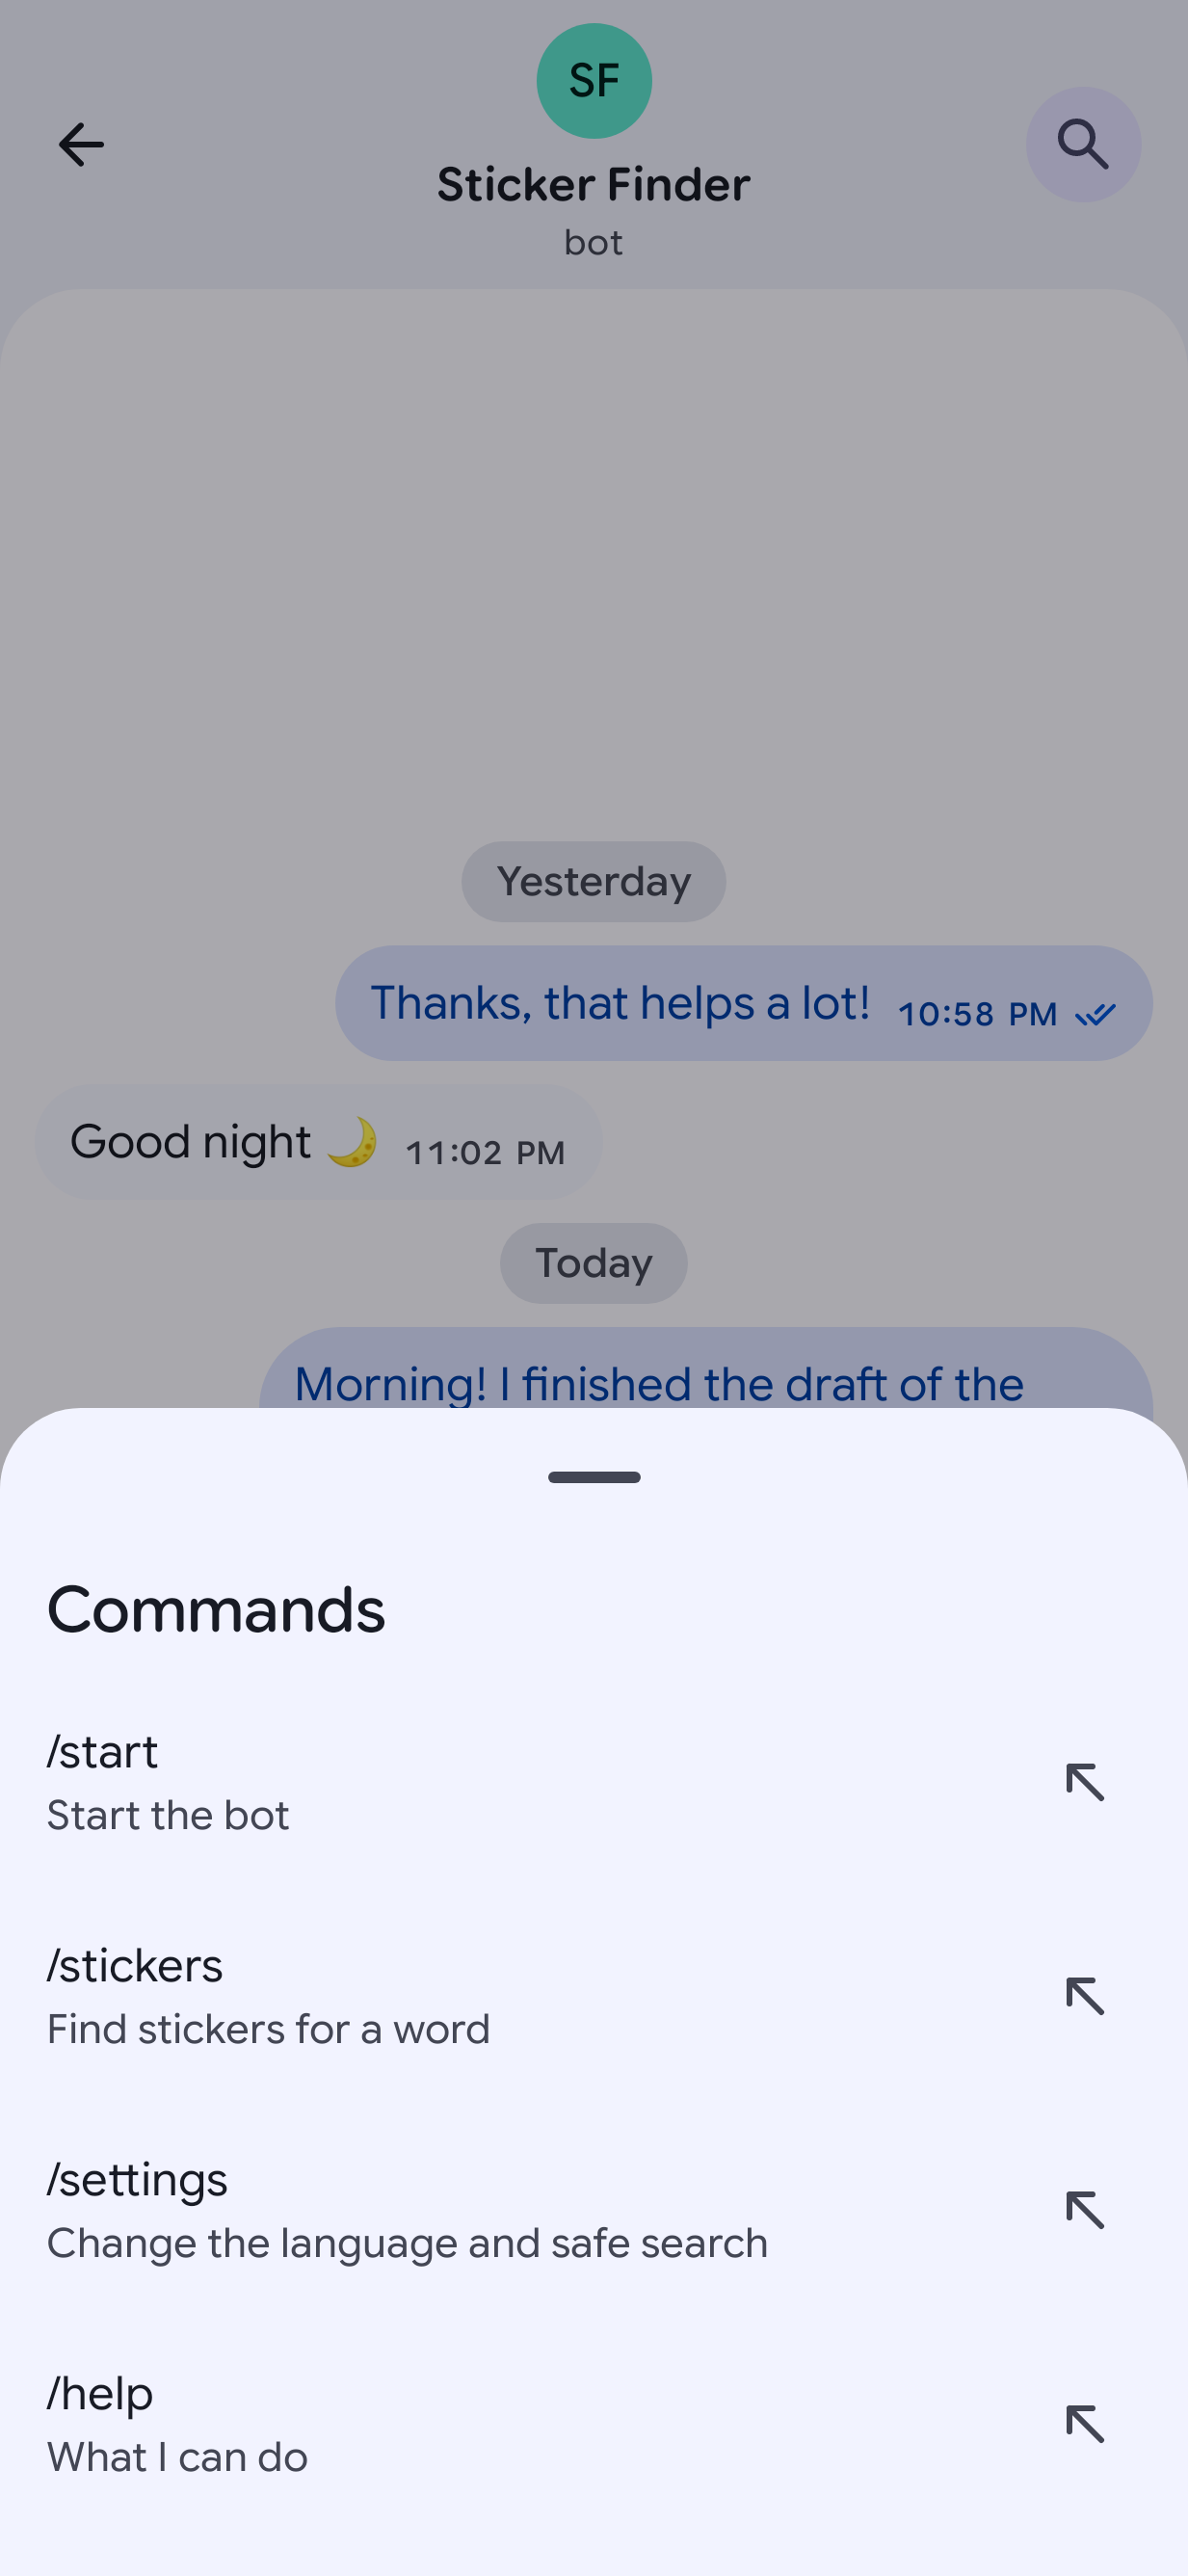 SF
Sticker Finder
bot
Yesterday
Thanks, that helps a lot! 10:58 PM
Good night 🌙 11:02 PM
Today
Morning! I finished the draft of the
Commands
/start
Start the bot
/stickers
Find stickers for a word
/settings
Change the language and safe search
/help
What I can do